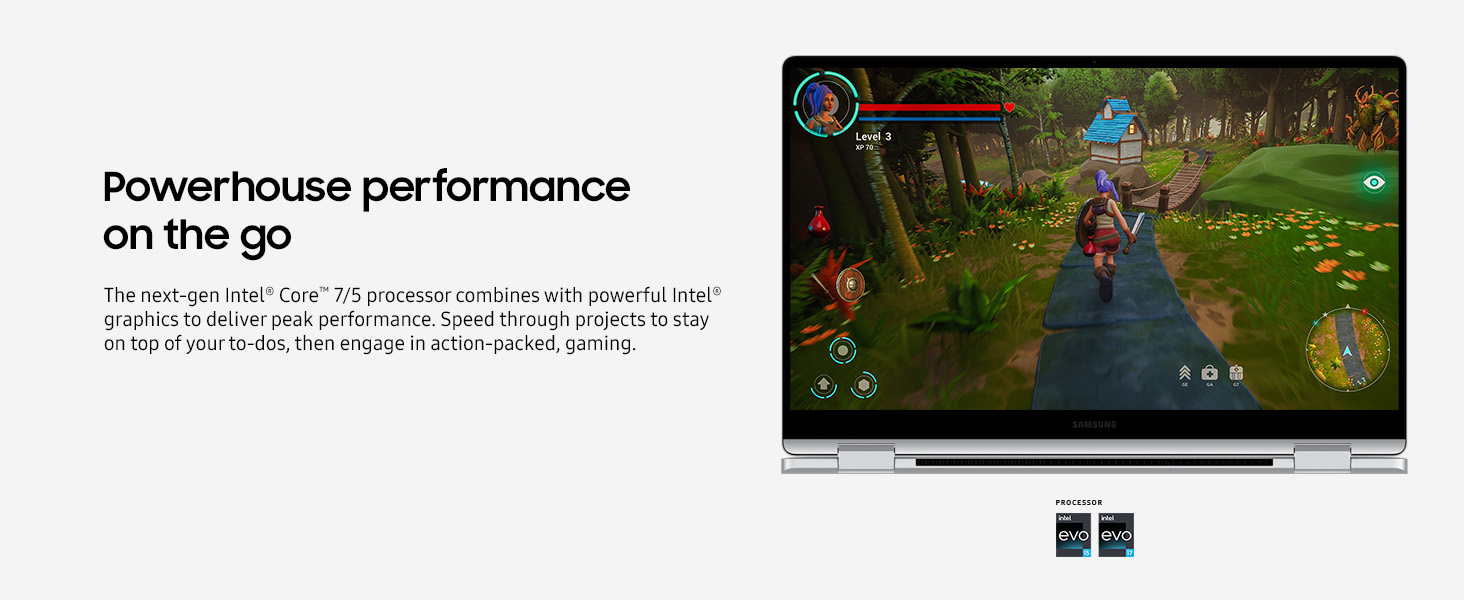 Powerhouse performance
on the go
The next-gen Intel® Core™ 7/5 processor combines with powerful Intel®
graphics to deliver peak performance. Speed through projects to stay
on top of your to-dos, then engage in action-packed, gaming.
Level 3
XP 70
GE GA GT
SAMSUNG
PROCESSOR
intel intel
evo evo
i5 i7